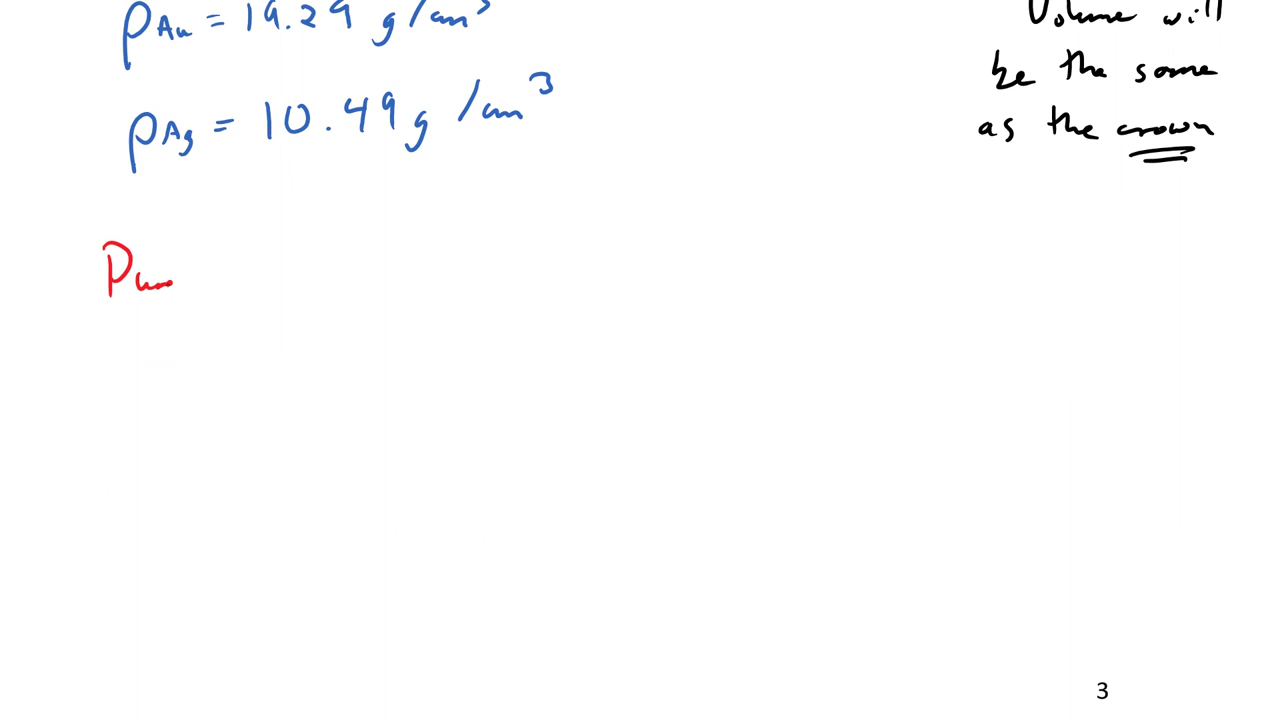 ρAu = 19.29 g/cm³
ρAg = 10.49 g/cm³
Volume will
be the same
as the crown
3